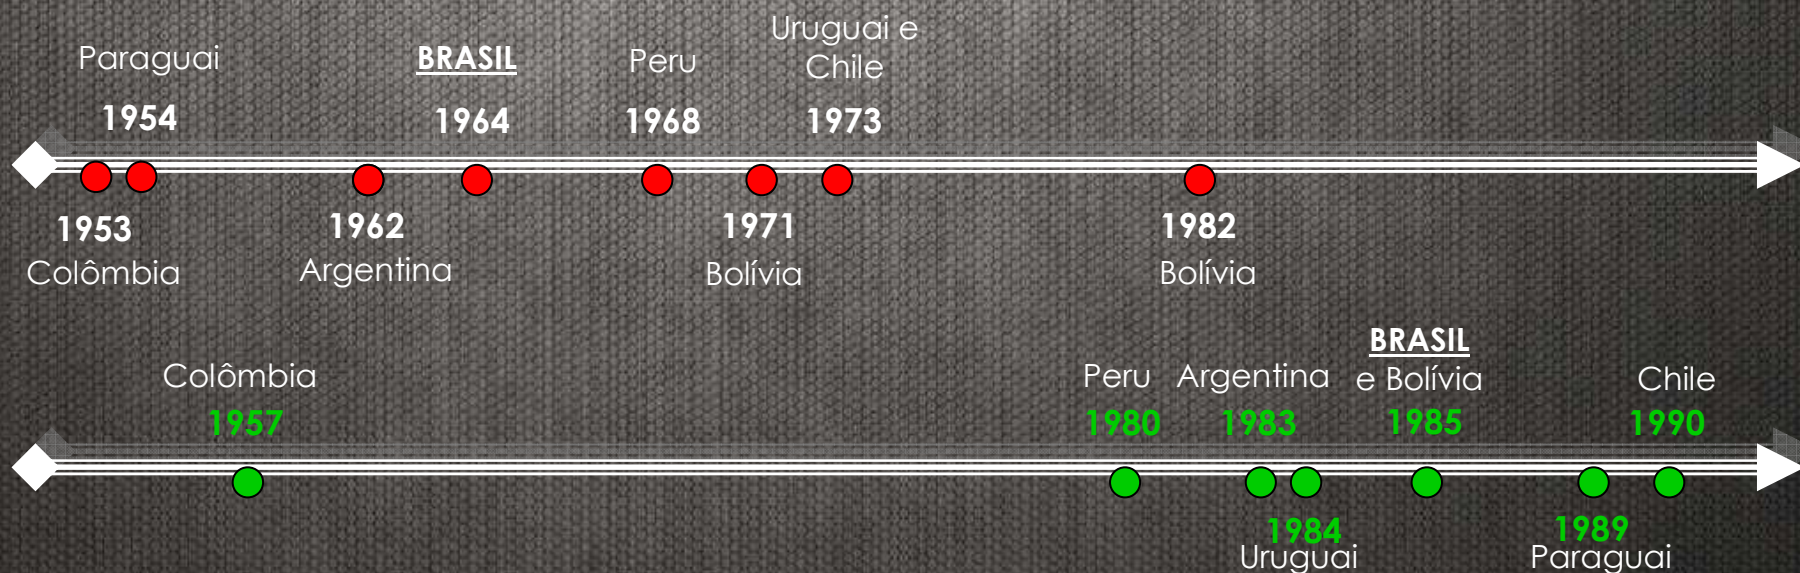 Paraguai
1954
BRASIL
1964
Peru
1968
Uruguai e
Chile
1973
1953
Colômbia
1962
Argentina
1971
Bolívia
1982
Bolívia
Colômbia
1957
Peru
1980
Argentina
1983
BRASIL
e Bolívia
1985
Chile
1990
1984
Uruguai
1989
Paraguai